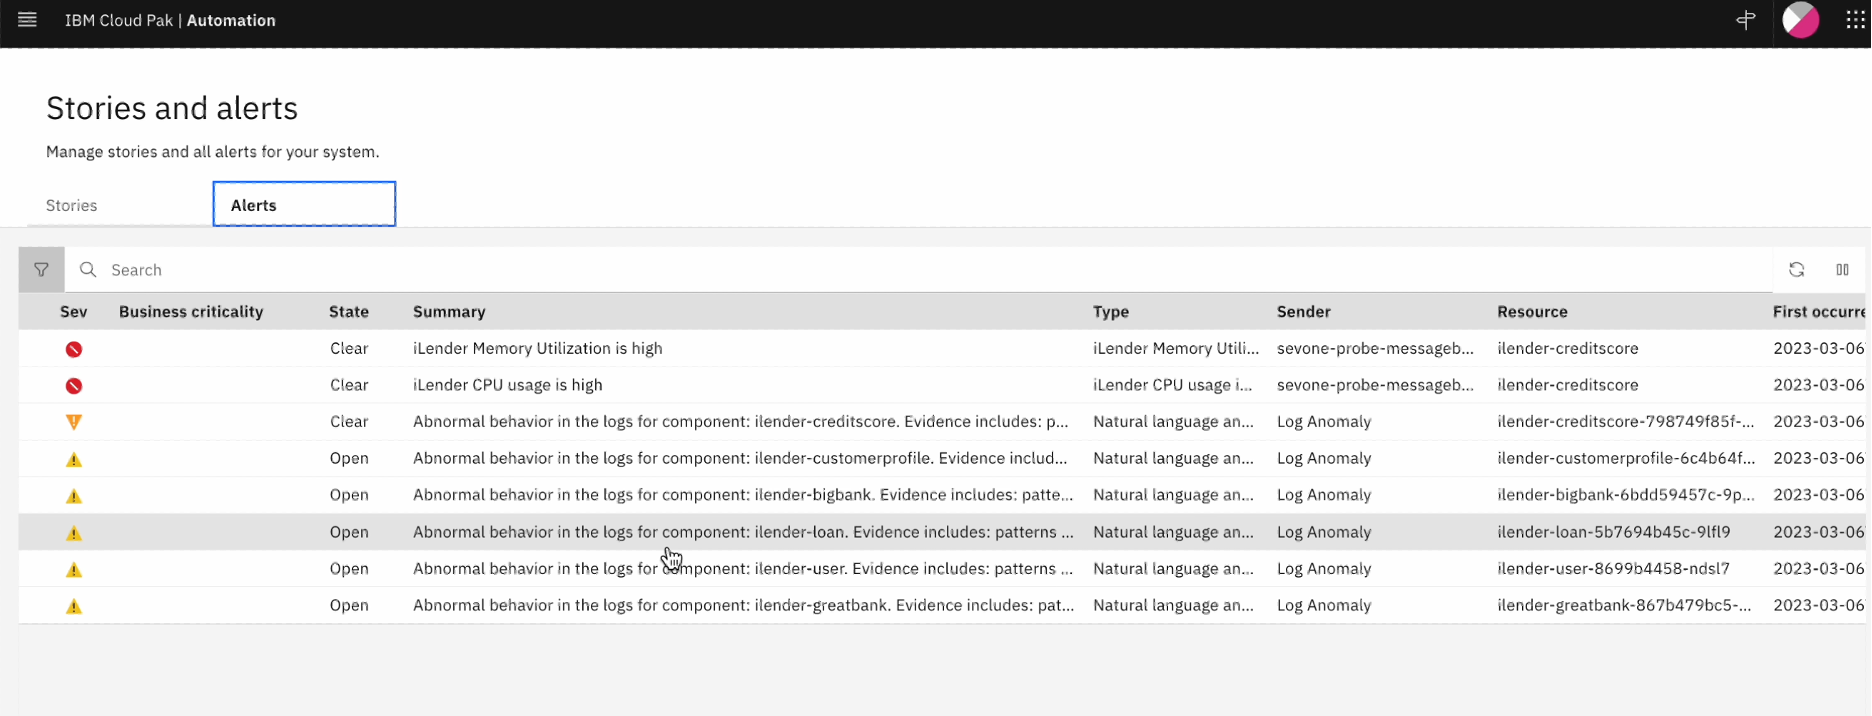 IBM Cloud Pak | Automation
Stories and alerts
Manage stories and all alerts for your system.
Stories Alerts
Search
Sev Business criticality State Summary Type Sender Resource First occurre
Clear iLender Memory Utilization is high iLender Memory Utili... sevone-probe-messageb... ilender-creditscore 2023-03-06
Clear iLender CPU usage is high iLender CPU usage i... sevone-probe-messageb... ilender-creditscore 2023-03-06
Clear Abnormal behavior in the logs for component: ilender-creditscore. Evidence includes: p... Natural language an... Log Anomaly ilender-creditscore-798749f85f-... 2023-03-06
Open Abnormal behavior in the logs for component: ilender-customerprofile. Evidence includ... Natural language an... Log Anomaly ilender-customerprofile-6c4b64f... 2023-03-06
Open Abnormal behavior in the logs for component: ilender-bigbank. Evidence includes: patte... Natural language an... Log Anomaly ilender-bigbank-6bdd59457c-9p... 2023-03-06
Open Abnormal behavior in the logs for component: ilender-loan. Evidence includes: patterns ... Natural language an... Log Anomaly ilender-loan-5b7694b45c-9lfl9 2023-03-06
Open Abnormal behavior in the logs for component: ilender-user. Evidence includes: patterns ... Natural language an... Log Anomaly ilender-user-8699b4458-ndsl7 2023-03-06
Open Abnormal behavior in the logs for component: ilender-greatbank. Evidence includes: pat... Natural language an... Log Anomaly ilender-greatbank-867b479bc5-... 2023-03-06